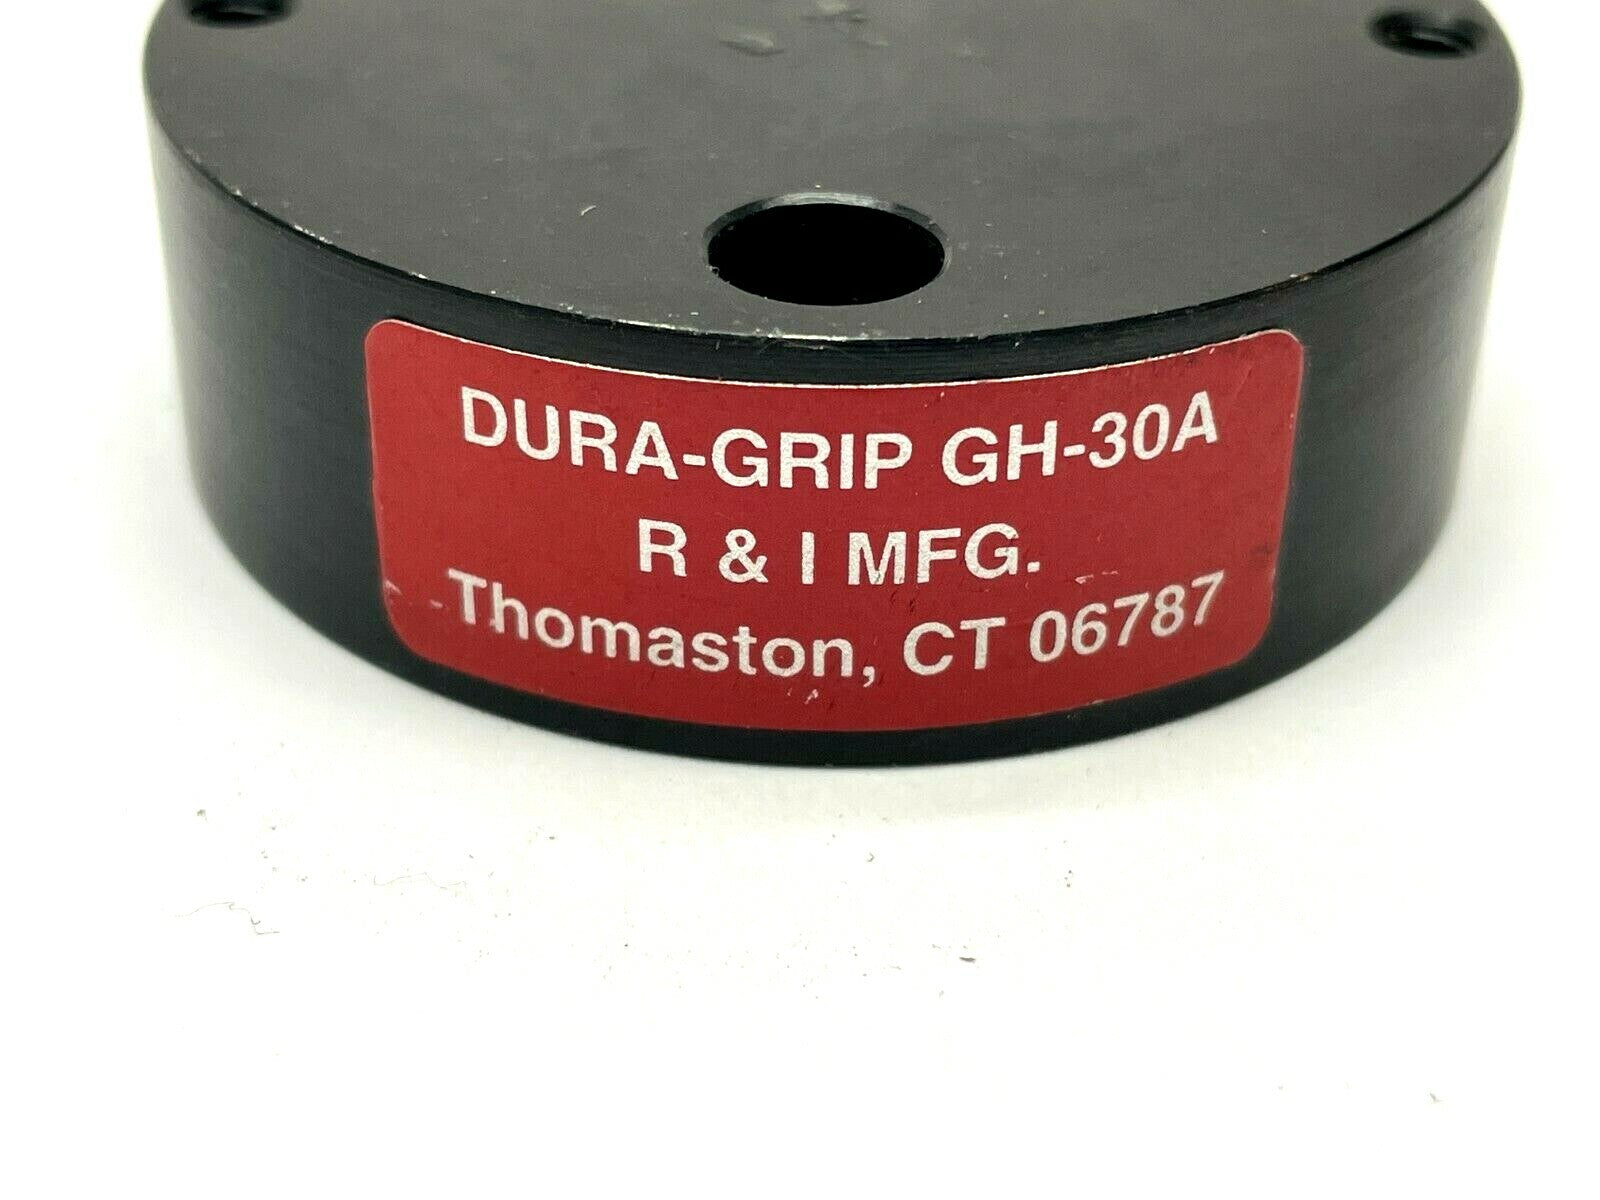 DURA-GRIP GH-30A
R & I MFG.
Thomaston, CT 06787